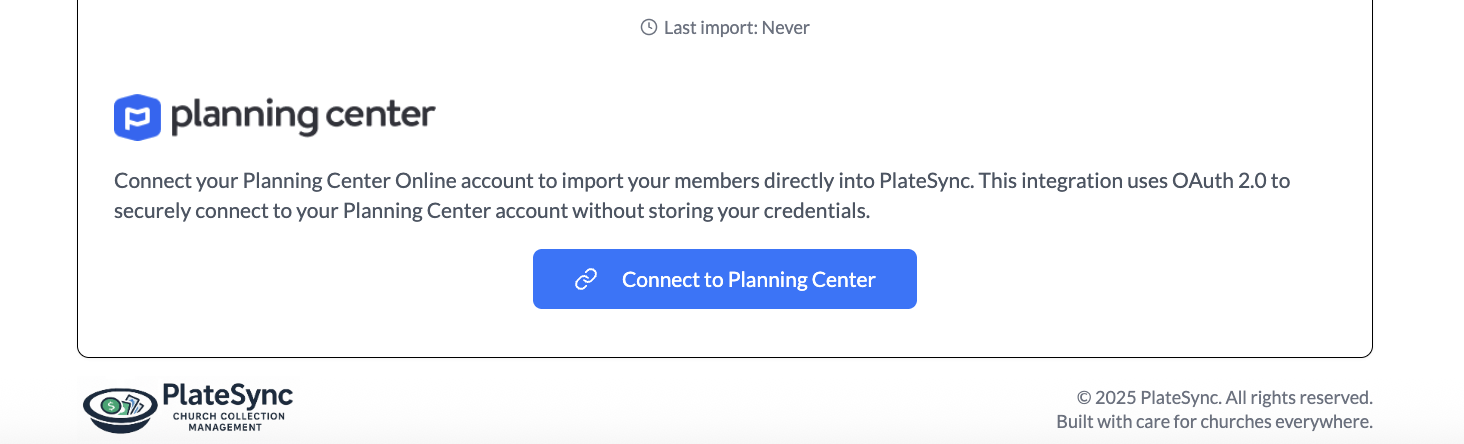 Last import: Never
planning center
Connect your Planning Center Online account to import your members directly into PlateSync. This integration uses OAuth 2.0 to
securely connect to your Planning Center account without storing your credentials.
Connect to Planning Center
PlateSync
CHURCH COLLECTION
MANAGEMENT
© 2025 PlateSync. All rights reserved.
Built with care for churches everywhere.